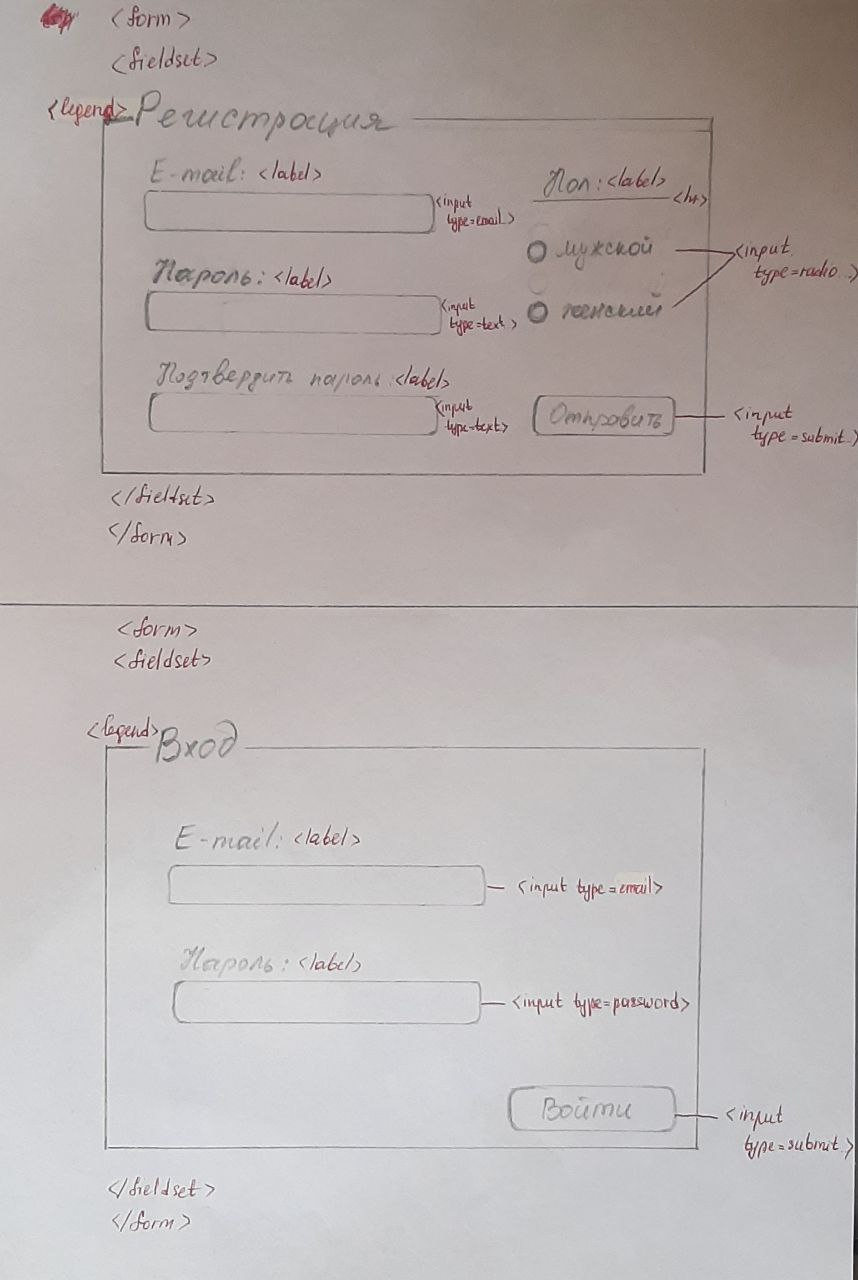 <form>
<fieldset>
<legend> Регистрация
E-mail: <label>
Пол: <label>
<hr>
<input
type=email>
мужской
<input
type=radio>
Пароль: <label>
<input
type=text>
женский
Подтвердить пароль: <label>
<input
type=text>
Отправить
<input
type=submit>
</fieldset>
</form>
<form>
<fieldset>
<legend> Вход
E-mail: <label>
<input type=email>
Пароль: <label>
<input type=password>
Войти
<input
type=submit>
</fieldset>
</form>